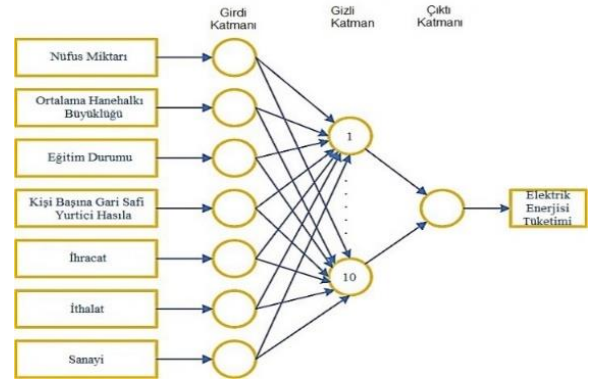 Girdi
Katmanı
Gizli
Katman
Çıktı
Katmanı
Nüfus Miktarı
Ortalama Hanehalkı
Büyüklüğü
Eğitim Durumu
Kişi Başına Gari Safi
Yurtici Hasıla
İhracat
İthalat
Sanayi
1
10
Elektrik
Enerjisi
Tüketimi